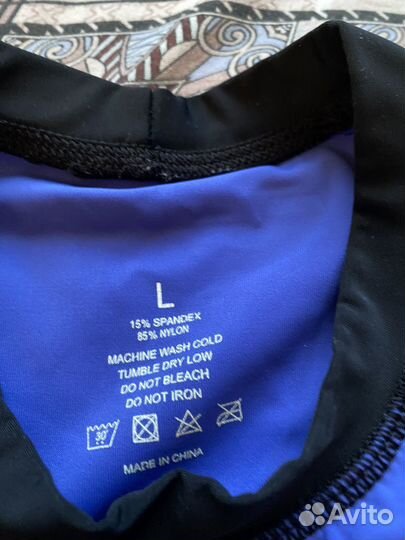 L
15% SPANDEX
85% NYLON
MACHINE WASH COLD
TUMBLE DRY LOW
DO NOT BLEACH
DO NOT IRON
30°
MADE IN CHINA
Avito